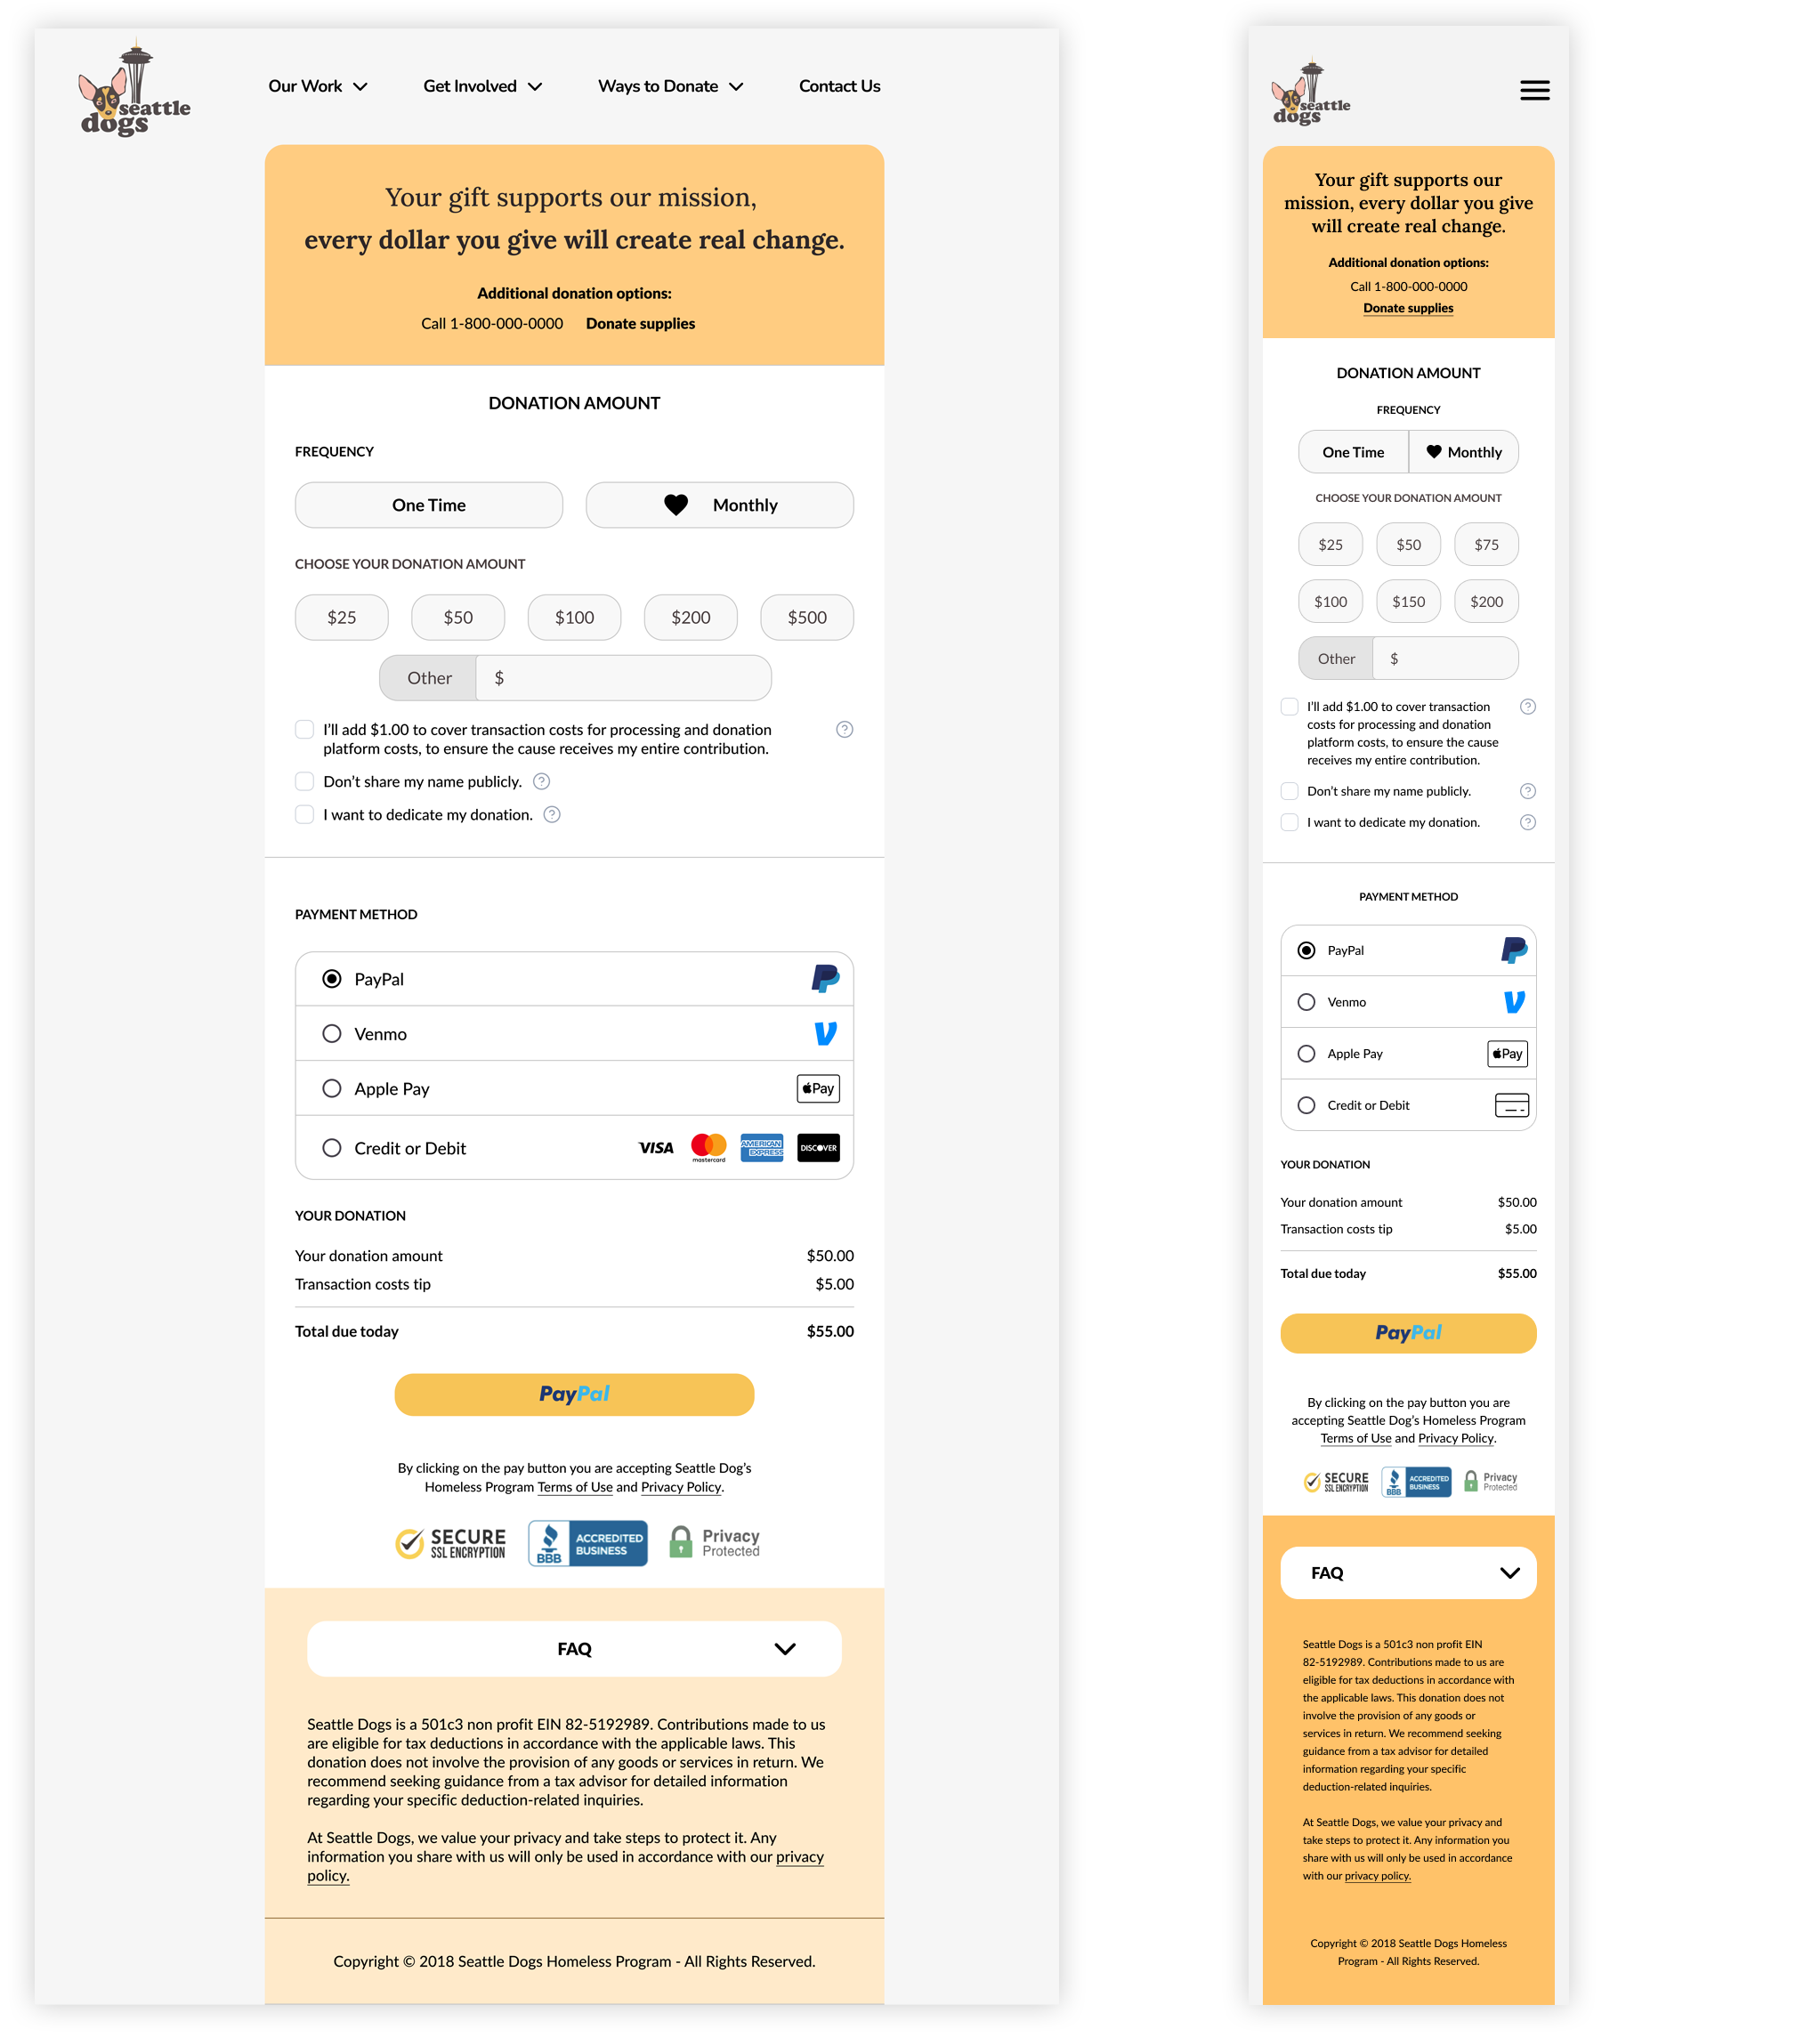 seattle
dogs
Our Work
Get Involved
Ways to Donate
Contact Us
Your gift supports our mission,
every dollar you give will create real change.
Additional donation options:
Call 1-800-000-0000 Donate supplies
DONATION AMOUNT
FREQUENCY
One Time
Monthly
CHOOSE YOUR DONATION AMOUNT
$25
$50
$100
$200
$500
Other $
I'll add $1.00 to cover transaction costs for processing and donation
platform costs, to ensure the cause receives my entire contribution.
?
Don't share my name publicly. ?
I want to dedicate my donation. ?
PAYMENT METHOD
PayPal
Venmo
Apple Pay
Pay
Credit or Debit
VISA
mastercard
AMERICAN
EXPRESS
DISCOVER
YOUR DONATION
Your donation amount $50.00
Transaction costs tip $5.00
Total due today $55.00
PayPal
By clicking on the pay button you are accepting Seattle Dog's
Homeless Program Terms of Use and Privacy Policy.
SECURE
SSL ENCRYPTION
BBB
ACCREDITED
BUSINESS
Privacy
Protected
FAQ
Seattle Dogs is a 501c3 non profit EIN 82-5192989. Contributions made to us
are eligible for tax deductions in accordance with the applicable laws. This
donation does not involve the provision of any goods or services in return. We
recommend seeking guidance from a tax advisor for detailed information
regarding your specific deduction-related inquiries.
At Seattle Dogs, we value your privacy and take steps to protect it. Any
information you share with us will only be used in accordance with our privacy
policy.
Copyright © 2018 Seattle Dogs Homeless Program - All Rights Reserved.
seattle
dogs
Your gift supports our
mission, every dollar you give
will create real change.
Additional donation options:
Call 1-800-000-0000
Donate supplies
DONATION AMOUNT
FREQUENCY
One Time
Monthly
CHOOSE YOUR DONATION AMOUNT
$25
$50
$75
$100
$150
$200
Other $
I'll add $1.00 to cover transaction
costs for processing and donation
platform costs, to ensure the cause
receives my entire contribution.
?
Don't share my name publicly. ?
I want to dedicate my donation. ?
PAYMENT METHOD
PayPal
Venmo
Apple Pay
Pay
Credit or Debit
YOUR DONATION
Your donation amount $50.00
Transaction costs tip $5.00
Total due today $55.00
PayPal
By clicking on the pay button you are
accepting Seattle Dog's Homeless Program
Terms of Use and Privacy Policy.
SECURE
SSL ENCRYPTION
BBB
ACCREDITED
BUSINESS
Privacy
Protected
FAQ
Seattle Dogs is a 501c3 non profit EIN
82-5192989. Contributions made to us are
eligible for tax deductions in accordance with
the applicable laws. This donation does not
involve the provision of any goods or
services in return. We recommend seeking
guidance from a tax advisor for detailed
information regarding your specific
deduction-related inquiries.
At Seattle Dogs, we value your privacy and
take steps to protect it. Any information you
share with us will only be used in accordance
with our privacy policy.
Copyright © 2018 Seattle Dogs Homeless
Program - All Rights Reserved.